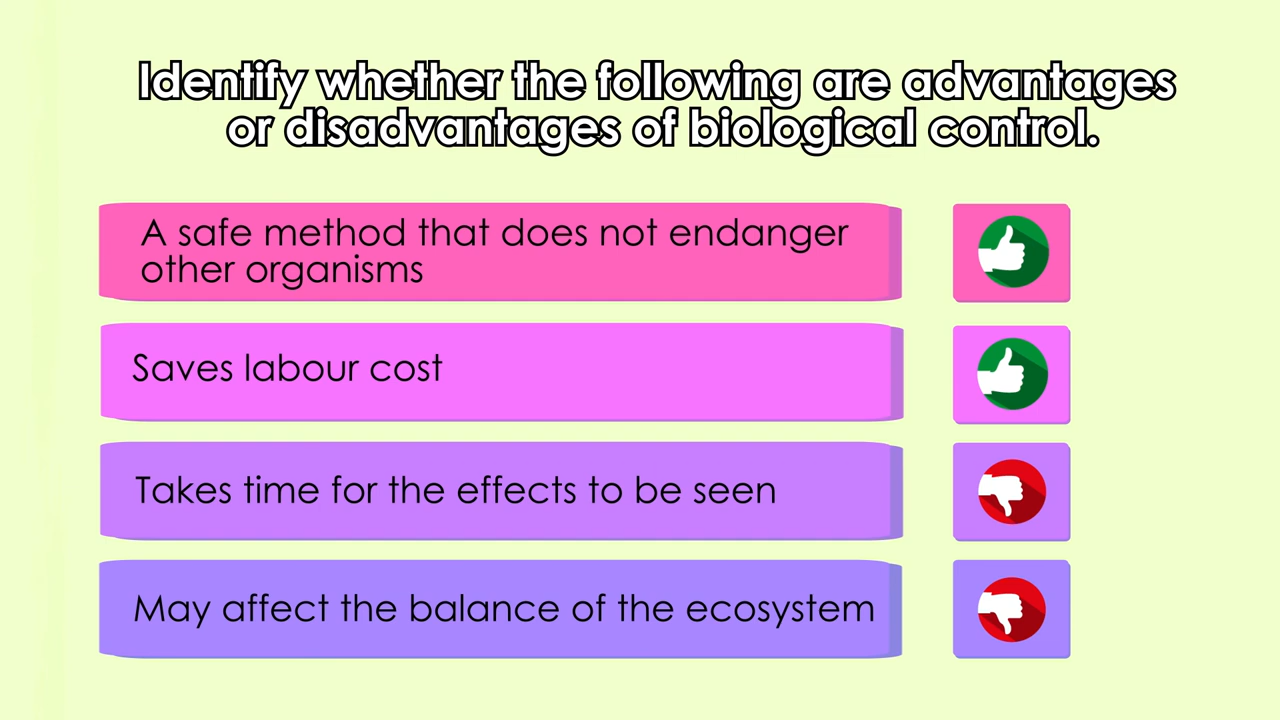 Identify whether the following are advantages
or disadvantages of biological control.
A safe method that does not endanger
other organisms
Saves labour cost
Takes time for the effects to be seen
May affect the balance of the ecosystem